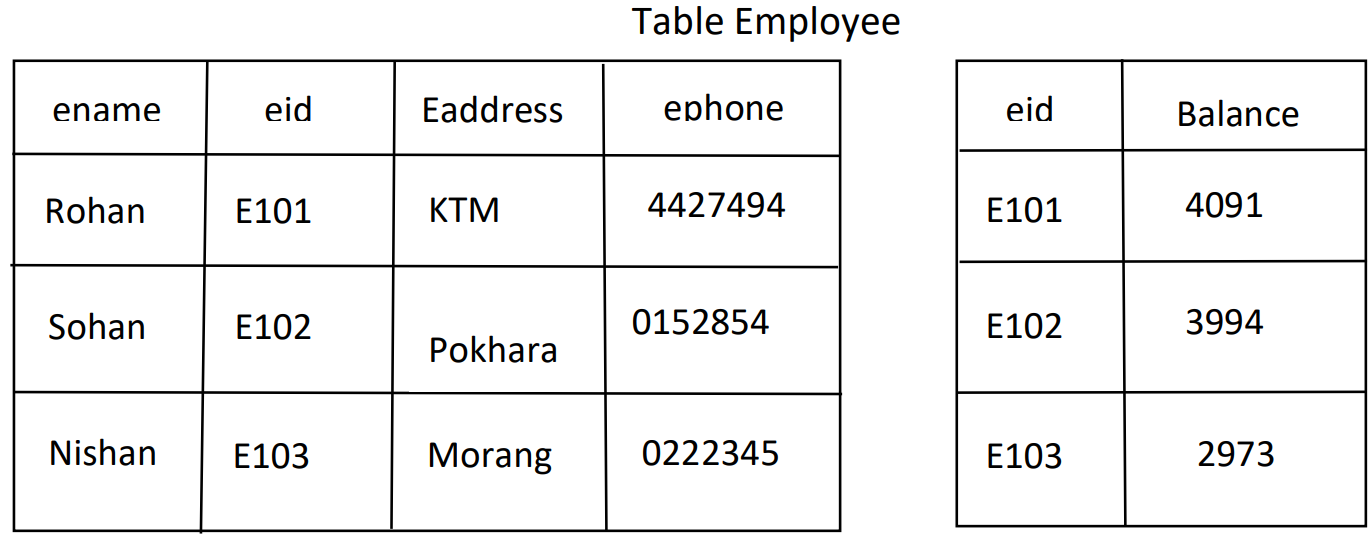 Table Employee
ename eid Eaddress ephone
Rohan E101 KTM 4427494
Sohan E102 Pokhara 0152854
Nishan E103 Morang 0222345
eid Balance
E101 4091
E102 3994
E103 2973